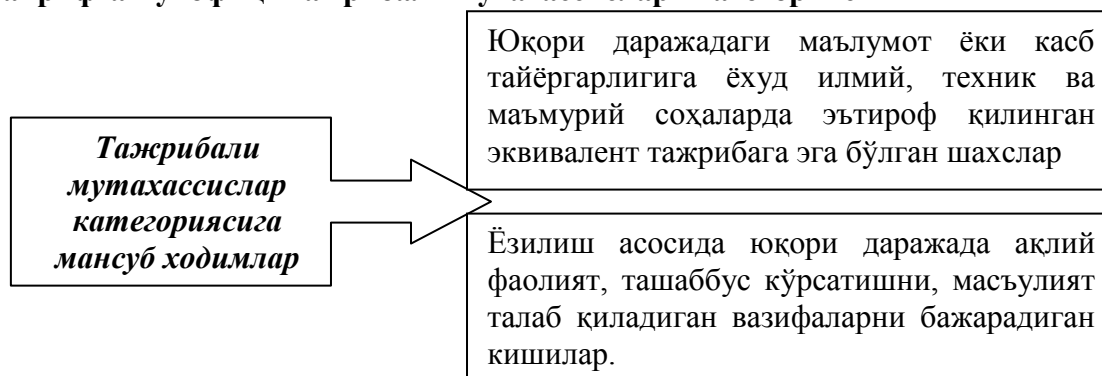 Тажрибали
мутахассислар
категориясига
мансуб ходимлар
Юқори даражадаги маълумот ёки касб
тайёргарлигига ёхуд илмий, техник ва
маъмурий соҳаларда эътироф қилинган
эквивалент тажрибага эга бўлган шахслар
Ёзилиш асосида юқори даражада ақлий
фаолият, ташаббус кўрсатишни, масъулият
талаб қиладиган вазифаларни бажарадиган
кишилар.